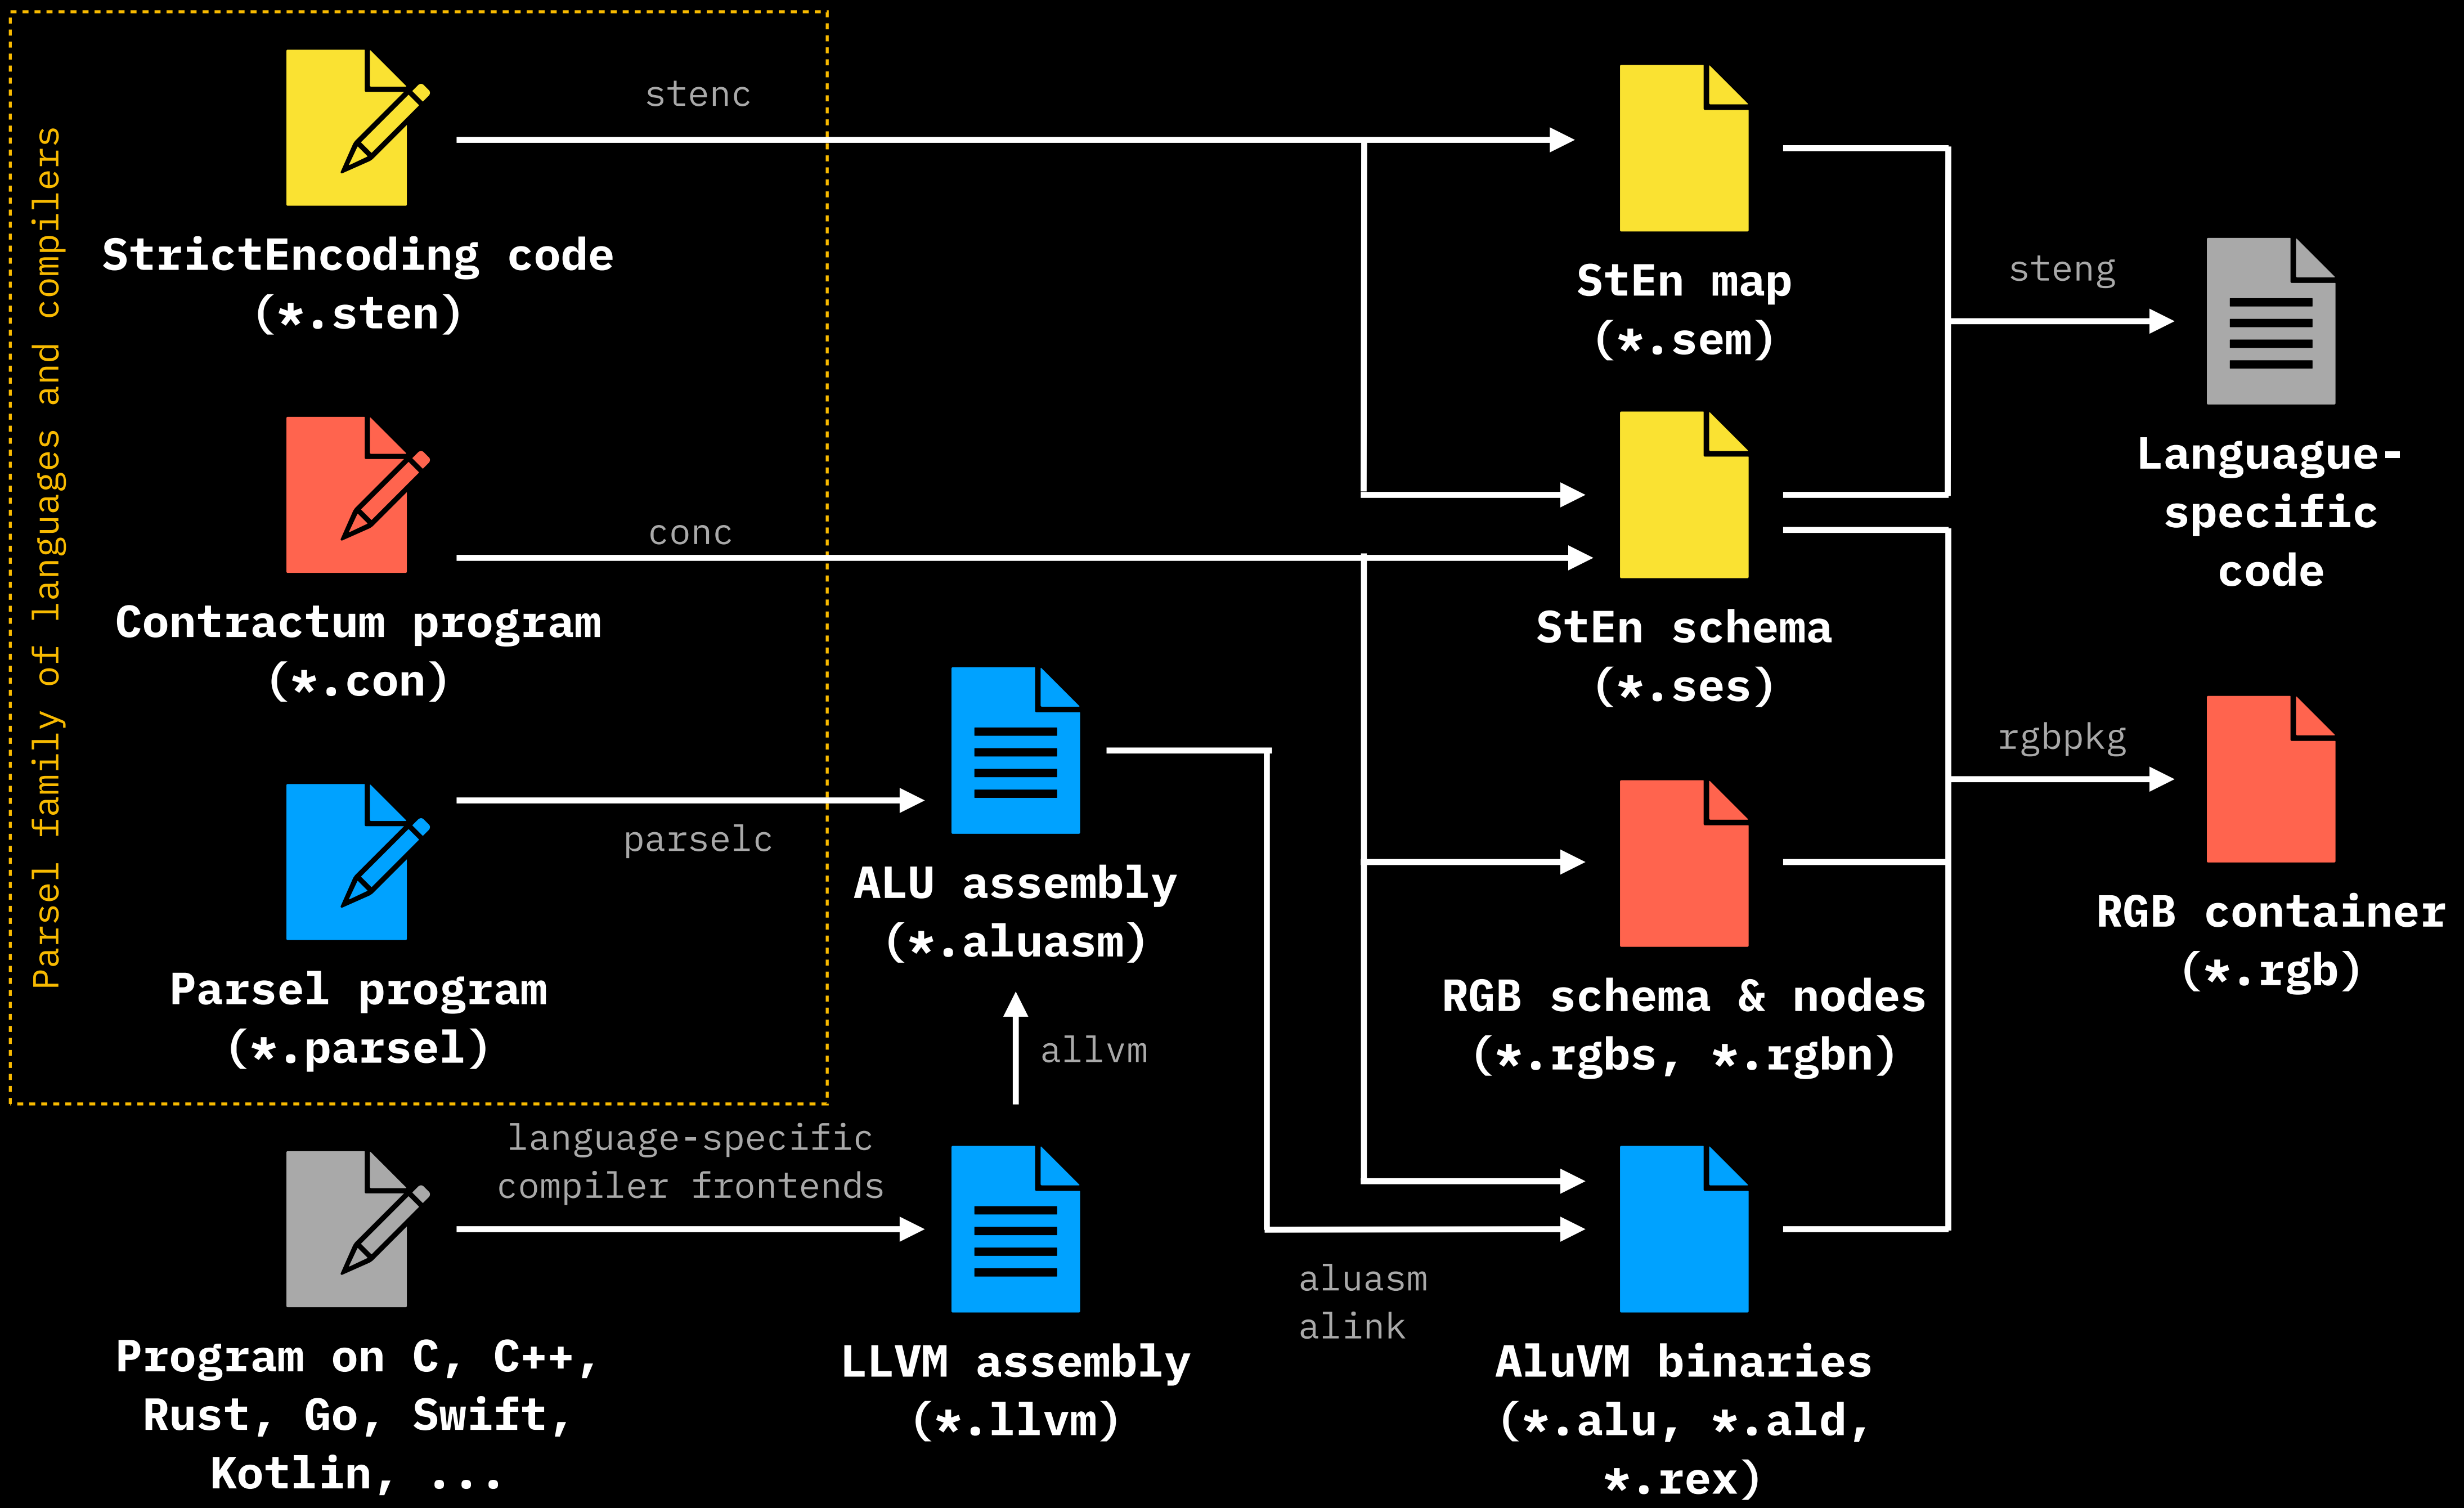 Parsel family of languages and compilers
StrictEncoding code
(*.sten)
stenc
StEn map
(*.sem)
steng
Languague-
specific
code
Contractum program
(*.con)
conc
StEn schema
(*.ses)
Parsel program
(*.parsel)
parselc
ALU assembly
(*.aluasm)
allvm
RGB schema & nodes
(*.rgbs, *.rgbn)
rgbpkg
RGB container
(*.rgb)
Program on C, C++,
Rust, Go, Swift,
Kotlin, ...
language-specific
compiler frontends
LLVM assembly
(*.llvm)
aluasm
alink
AluVM binaries
(*.alu, *.ald,
*.rex)